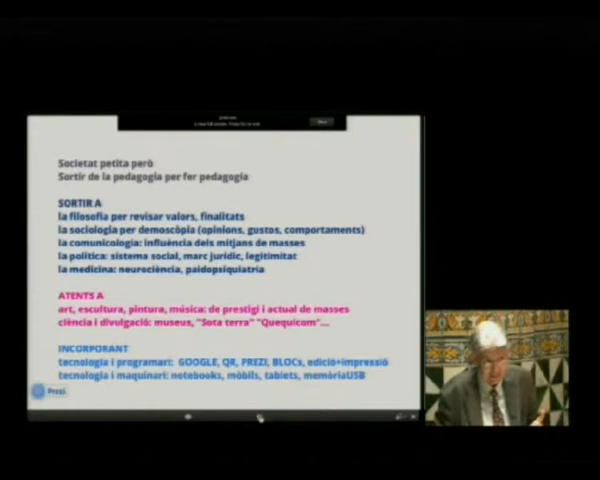 Societat petita però
Sortir de la pedagogia per fer pedagogia
SORTIR A
la filosofia per revisar valors, finalitats
la sociologia per demoscòpia (opinions, gustos, comportaments)
la comunicologia: influència dels mitjans de masses
la política: sistema social, marc jurídic, legitimitat
la medicina: neurociència, paidopsiquiatria
ATENTS A
art, escultura, pintura, música: de prestigi i actual de masses
ciència i divulgació: museus, "Sota terra" "Quequicom"...
INCORPORANT
tecnologia i programari: GOOGLE, QR, PREZI, BLOCs, edició+impressió
tecnologia i maquinari: notebooks, mòbils, tablets, memòriaUSB
Prezi